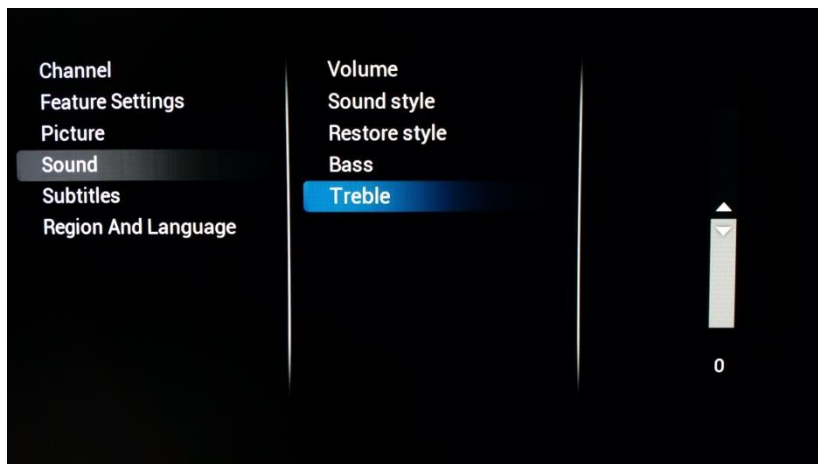 Channel
Feature Settings
Picture
Sound
Subtitles
Region And Language
Volume
Sound style
Restore style
Bass
Treble
0